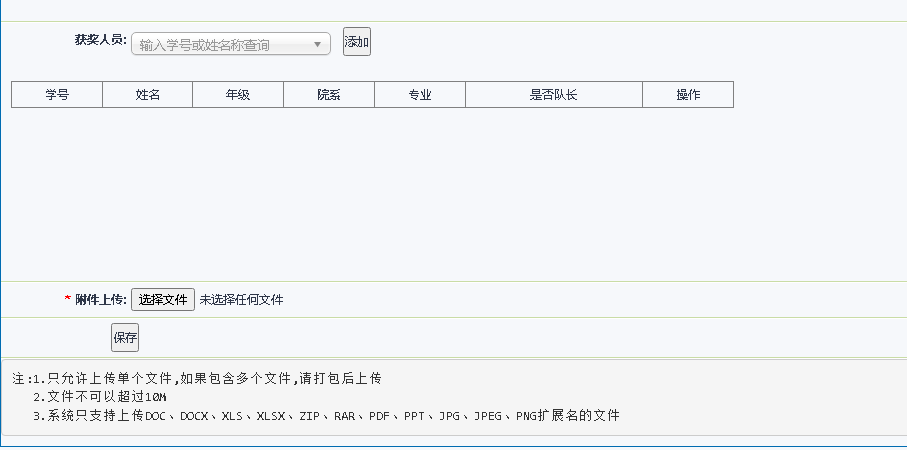 获奖人员: 输入学号或姓名称查询 添加
学号 姓名 年级 院系 专业 是否队长 操作
* 附件上传: 选择文件 未选择任何文件
保存
注:1.只允许上传单个文件,如果包含多个文件,请打包后上传
2.文件不可以超过10M
3.系统只支持上传DOC、DOCX、XLS、XLSX、ZIP、RAR、PDF、PPT、JPG、JPEG、PNG扩展名的文件